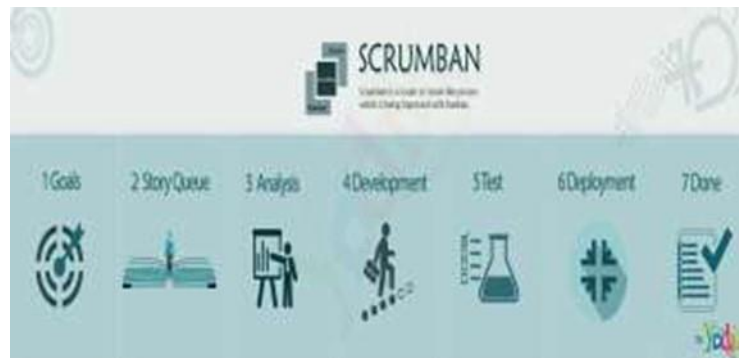 SCRUMBAN
1 Goals
2 Story Queue
3 Analysis
4 Development
5 Test
6 Deployment
7 Done